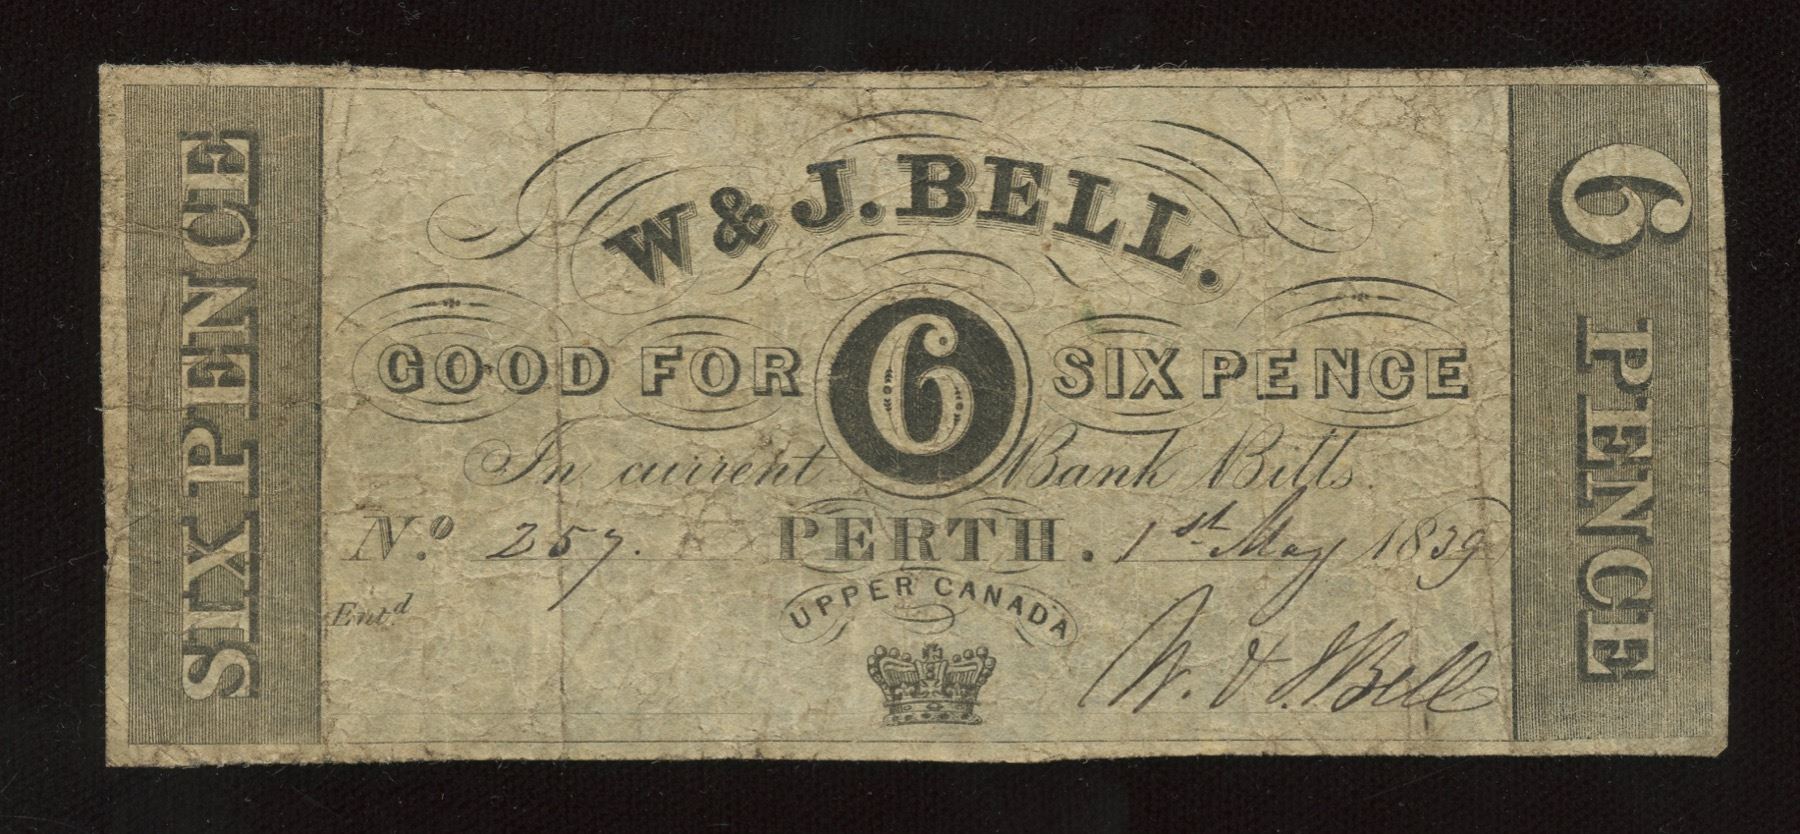 SIX PENCE
W & J. BELL.
GOOD FOR 6 SIX PENCE
In current Bank Bills.
No. 257. PERTH. 1st May 1839
Ent.d
UPPER CANADA
W. & J Bell
6 PENCE